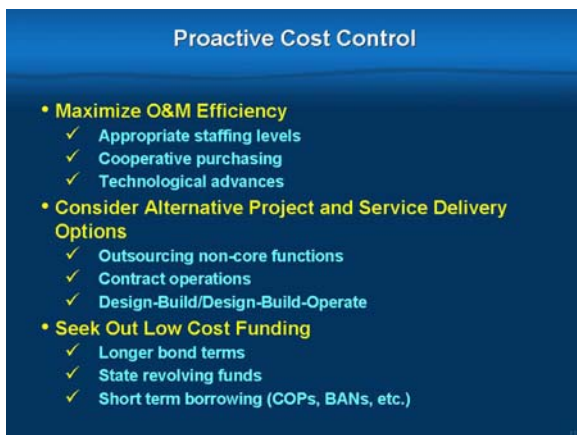 Proactive Cost Control
• Maximize O&M Efficiency
✓ Appropriate staffing levels
✓ Cooperative purchasing
✓ Technological advances
• Consider Alternative Project and Service Delivery
Options
✓ Outsourcing non-core functions
✓ Contract operations
✓ Design-Build/Design-Build-Operate
• Seek Out Low Cost Funding
✓ Longer bond terms
✓ State revolving funds
✓ Short term borrowing (COPs, BANs, etc.)